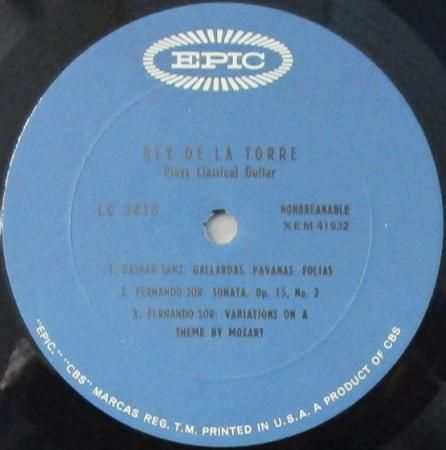 EPIC
REY DE LA TORRE
Plays Classical Guitar
LC 3418
NONBREAKABLE
XEM 41932
1. GASPAR SANZ: GALLARDAS, PAVANAS, FOLIAS
2. FERNANDO SOR: SONATA, Op. 15, No. 2
3. FERNANDO SOR: VARIATIONS ON A
THEME BY MOZART
"EPIC," "CBS" MARCAS REG. T.M. PRINTED IN U.S.A. A PRODUCT OF CBS